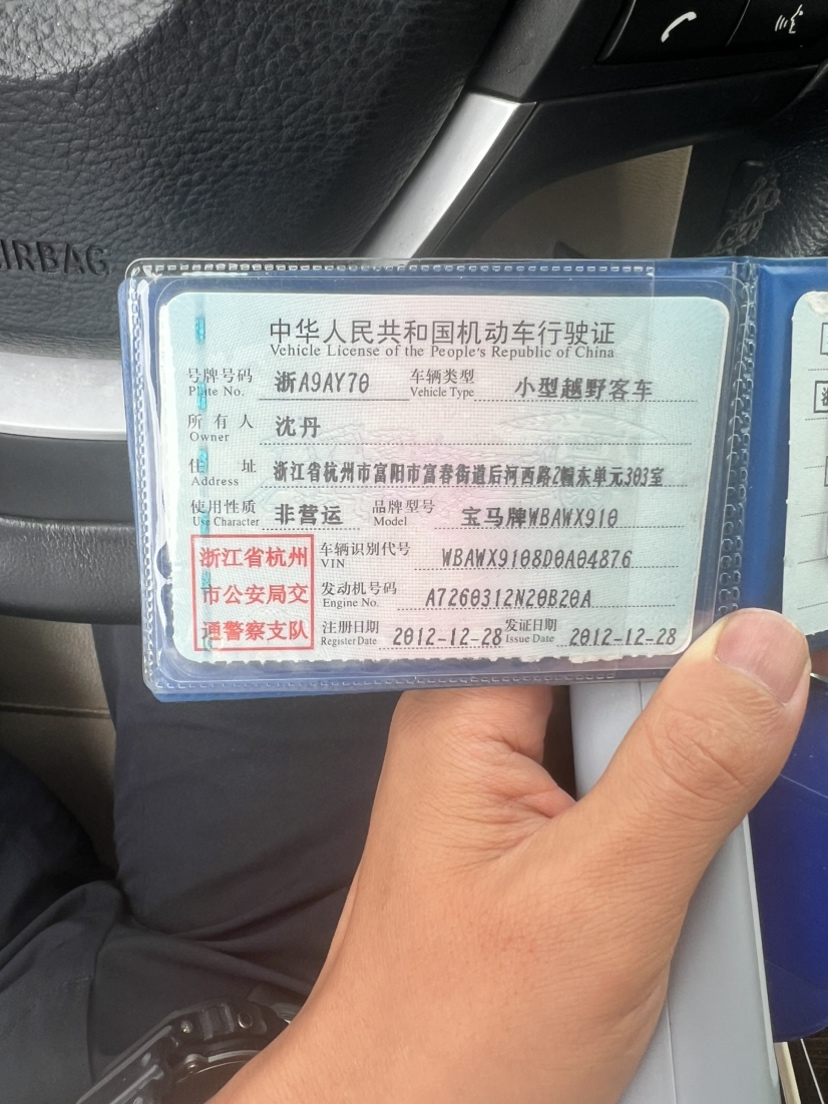 AIRBAG
中华人民共和国机动车行驶证
Vehicle License of the People's Republic of China
号牌号码 浙A9AY70 车辆类型 小型越野客车
Plate No. Vehicle Type
所有人 沈丹
Owner
住址 浙江省杭州市富阳市富春街道后河西路2幢东单元303室
Address
使用性质 非营运 品牌型号 宝马牌WBAWX910
Use Character Model
浙江省杭州
市公安局交
通警察支队
车辆识别代号 WBAWX9108D0A04876
VIN
发动机号码 A7260312N20B20A
Engine No.
注册日期 2012-12-28 发证日期 2012-12-28
Register Date Issue Date